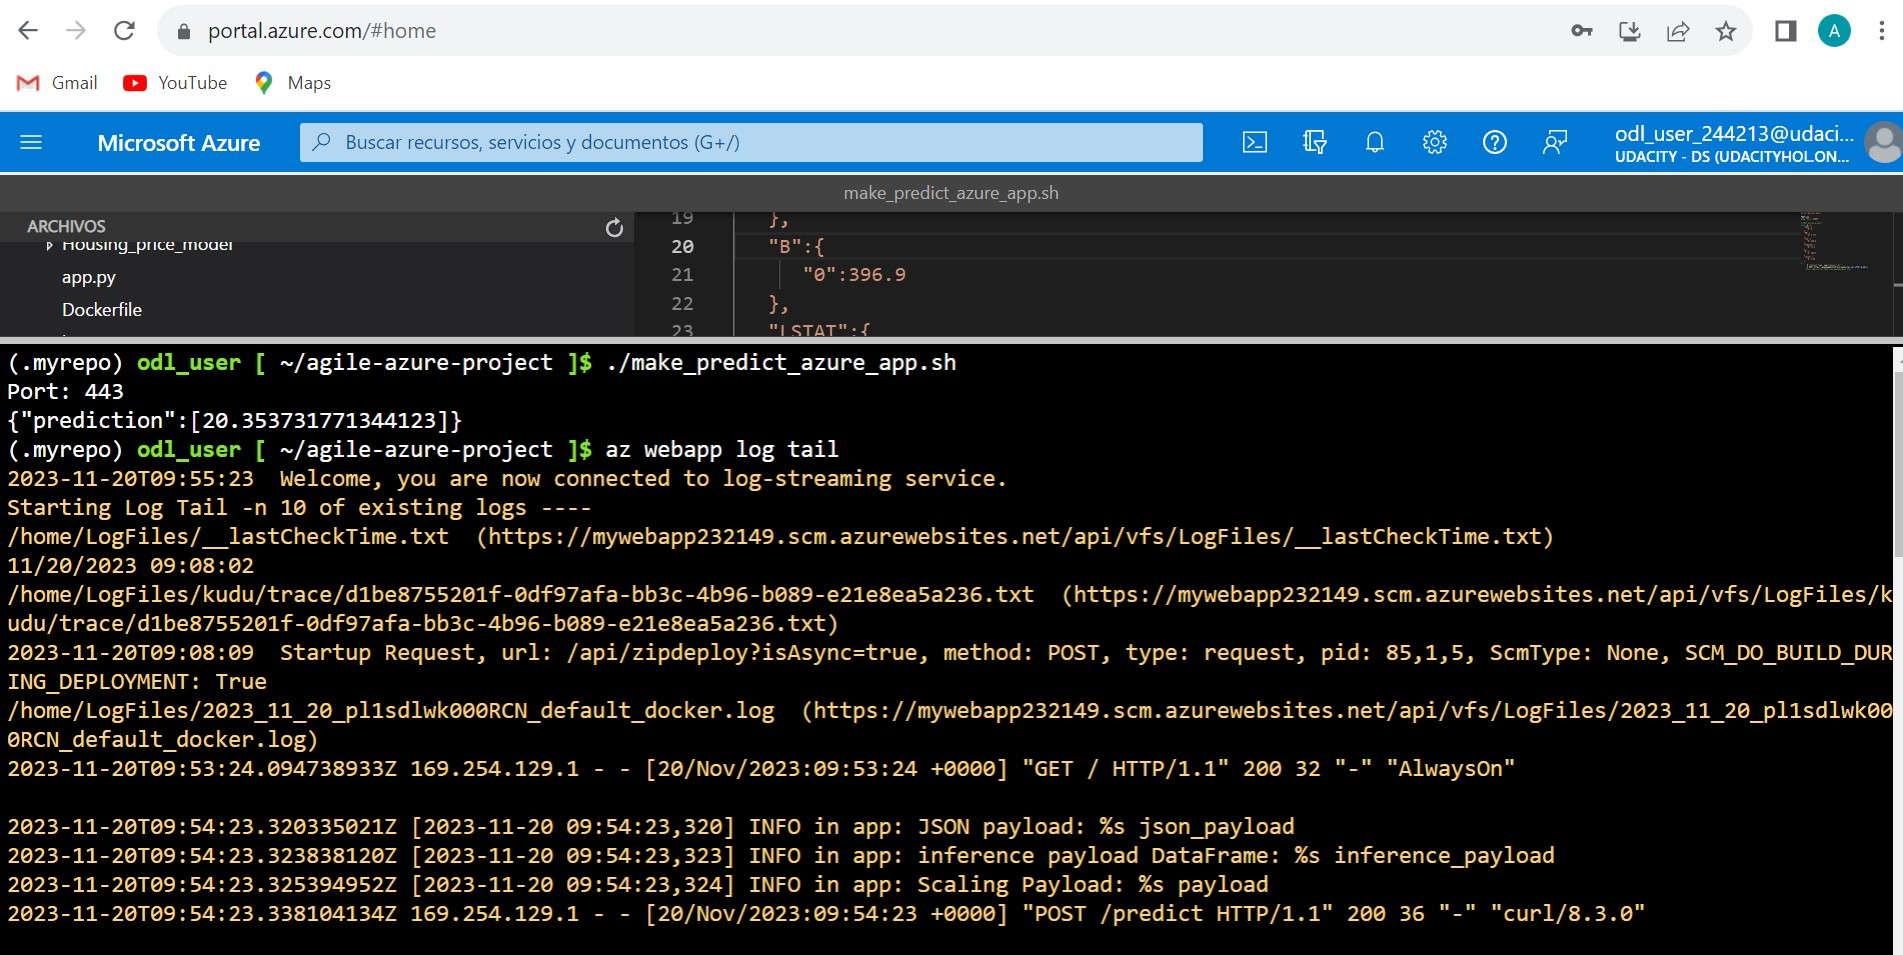 portal.azure.com/#home
A
Gmail YouTube Maps
Microsoft Azure
Buscar recursos, servicios y documentos (G+/)
odl_user_244213@udaci...
UDACITY - DS (UDACITYHOL.ON...
make_predict_azure_app.sh
ARCHIVOS
Housing_price_model
app.py
Dockerfile
19 },
20 "B":{
21 "0":396.9
22 },
23 "LSTAT":{
(.myrepo) odl_user [ ~/agile-azure-project ]$ ./make_predict_azure_app.sh
Port: 443
{"prediction":[20.353731771344123]}
(.myrepo) odl_user [ ~/agile-azure-project ]$ az webapp log tail
2023-11-20T09:55:23  Welcome, you are now connected to log-streaming service.
Starting Log Tail -n 10 of existing logs ----
/home/LogFiles/__lastCheckTime.txt  (https://mywebapp232149.scm.azurewebsites.net/api/vfs/LogFiles/__lastCheckTime.txt)
11/20/2023 09:08:02
/home/LogFiles/kudu/trace/d1be8755201f-0df97afa-bb3c-4b96-b089-e21e8ea5a236.txt  (https://mywebapp232149.scm.azurewebsites.net/api/vfs/LogFiles/k
udu/trace/d1be8755201f-0df97afa-bb3c-4b96-b089-e21e8ea5a236.txt)
2023-11-20T09:08:09  Startup Request, url: /api/zipdeploy?isAsync=true, method: POST, type: request, pid: 85,1,5, ScmType: None, SCM_DO_BUILD_DUR
ING_DEPLOYMENT: True
/home/LogFiles/2023_11_20_pl1sdlwk000RCN_default_docker.log  (https://mywebapp232149.scm.azurewebsites.net/api/vfs/LogFiles/2023_11_20_pl1sdlwk00
0RCN_default_docker.log)
2023-11-20T09:53:24.094738933Z 169.254.129.1 - - [20/Nov/2023:09:53:24 +0000] "GET / HTTP/1.1" 200 32 "-" "AlwaysOn"
2023-11-20T09:54:23.320335021Z [2023-11-20 09:54:23,320] INFO in app: JSON payload: %s json_payload
2023-11-20T09:54:23.323838120Z [2023-11-20 09:54:23,323] INFO in app: inference payload DataFrame: %s inference_payload
2023-11-20T09:54:23.325394952Z [2023-11-20 09:54:23,324] INFO in app: Scaling Payload: %s payload
2023-11-20T09:54:23.338104134Z 169.254.129.1 - - [20/Nov/2023:09:54:23 +0000] "POST /predict HTTP/1.1" 200 36 "-" "curl/8.3.0"